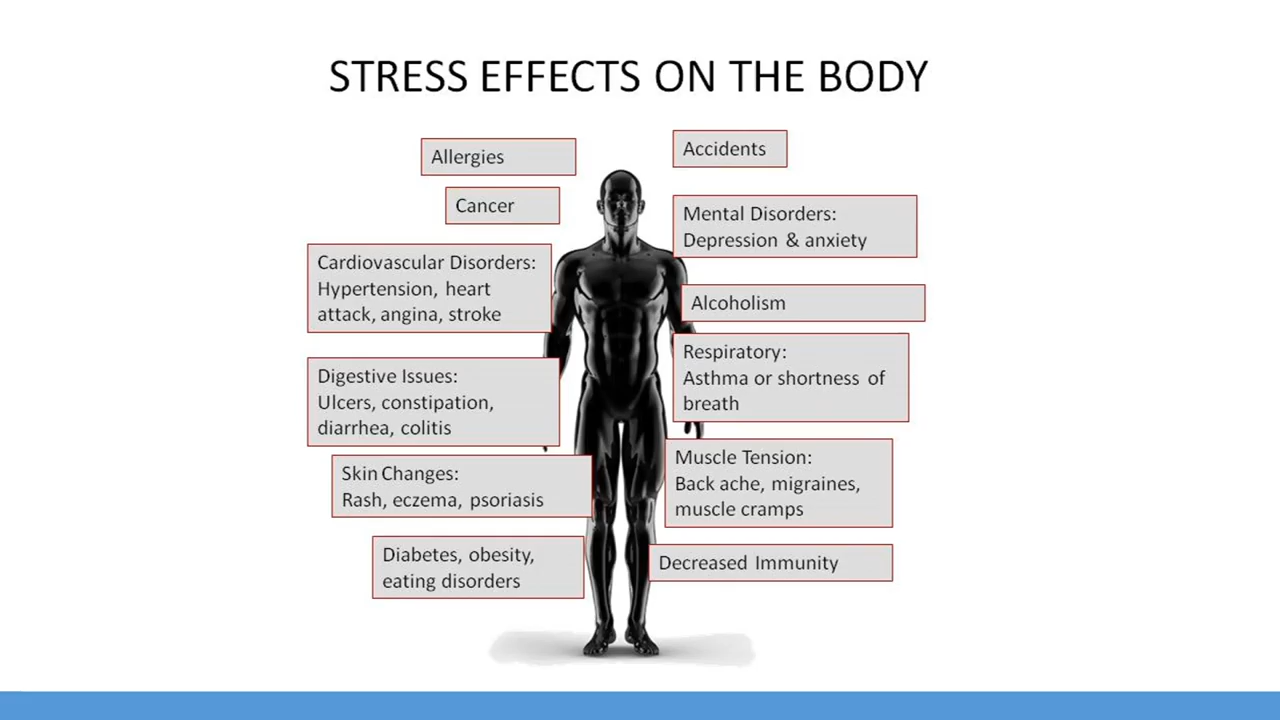 STRESS EFFECTS ON THE BODY
Allergies
Cancer
Cardiovascular Disorders:
Hypertension, heart
attack, angina, stroke
Digestive Issues:
Ulcers, constipation,
diarrhea, colitis
Skin Changes:
Rash, eczema, psoriasis
Diabetes, obesity,
eating disorders
Accidents
Mental Disorders:
Depression & anxiety
Alcoholism
Respiratory:
Asthma or shortness of
breath
Muscle Tension:
Back ache, migraines,
muscle cramps
Decreased Immunity